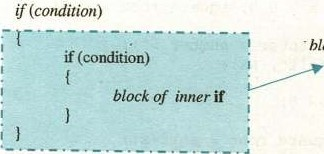 if (condition)
{
if (condition)
{
block of inner if
}
}